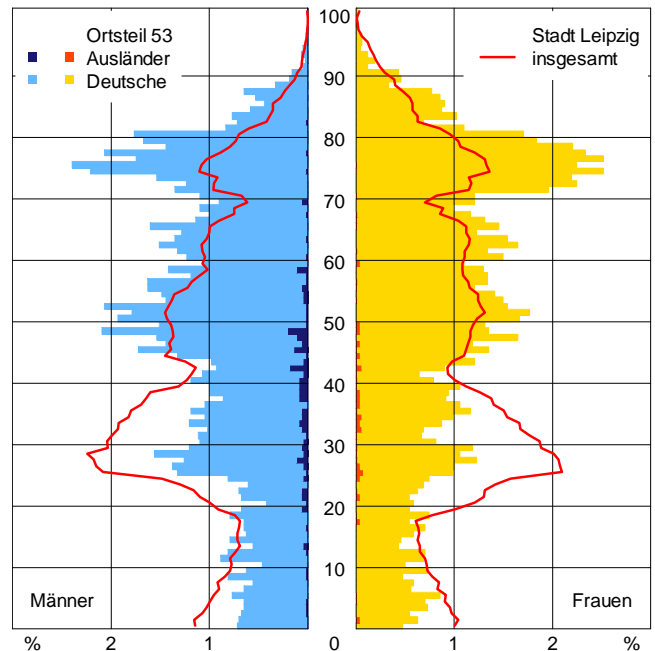 Ortsteil 53
Ausländer
Deutsche
Stadt Leipzig
insgesamt
100
90
80
70
60
50
40
30
20
10
Männer
Frauen
% 2 1 0 1 2 %